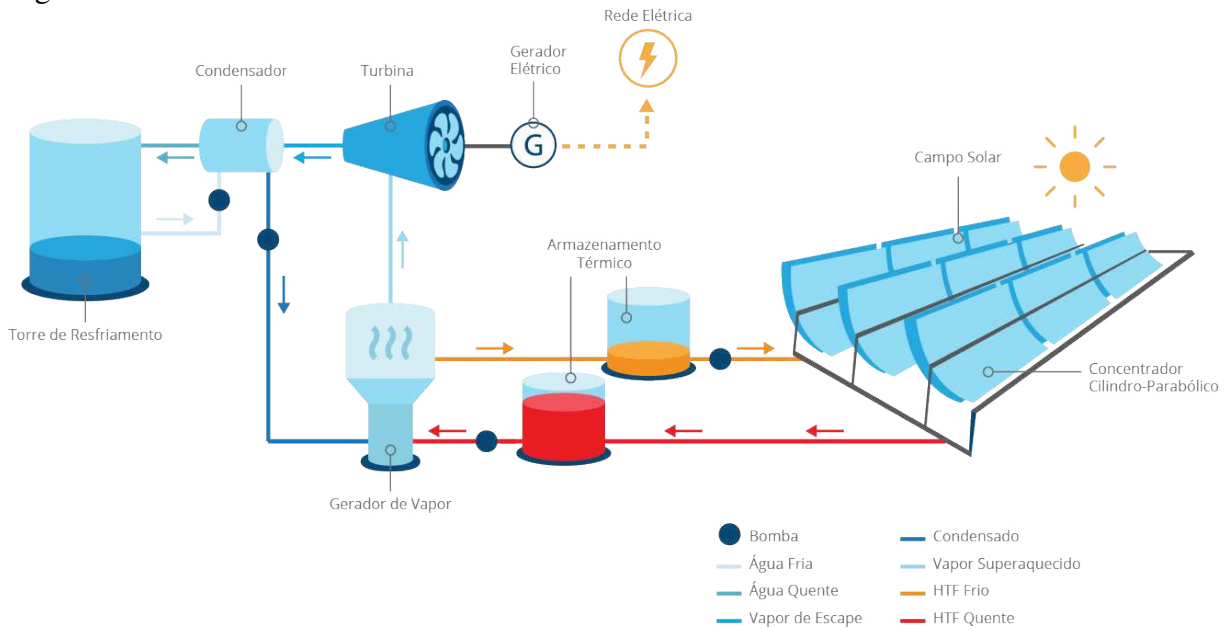 Rede Elétrica
Gerador
Elétrico
Condensador
Turbina
G
Campo Solar
Armazenamento
Térmico
Torre de Resfriamento
Concentrador
Cilindro-Parabólico
Gerador de Vapor
Bomba
Condensado
Água Fria
Vapor Superaquecido
Água Quente
HTF Frio
Vapor de Escape
HTF Quente